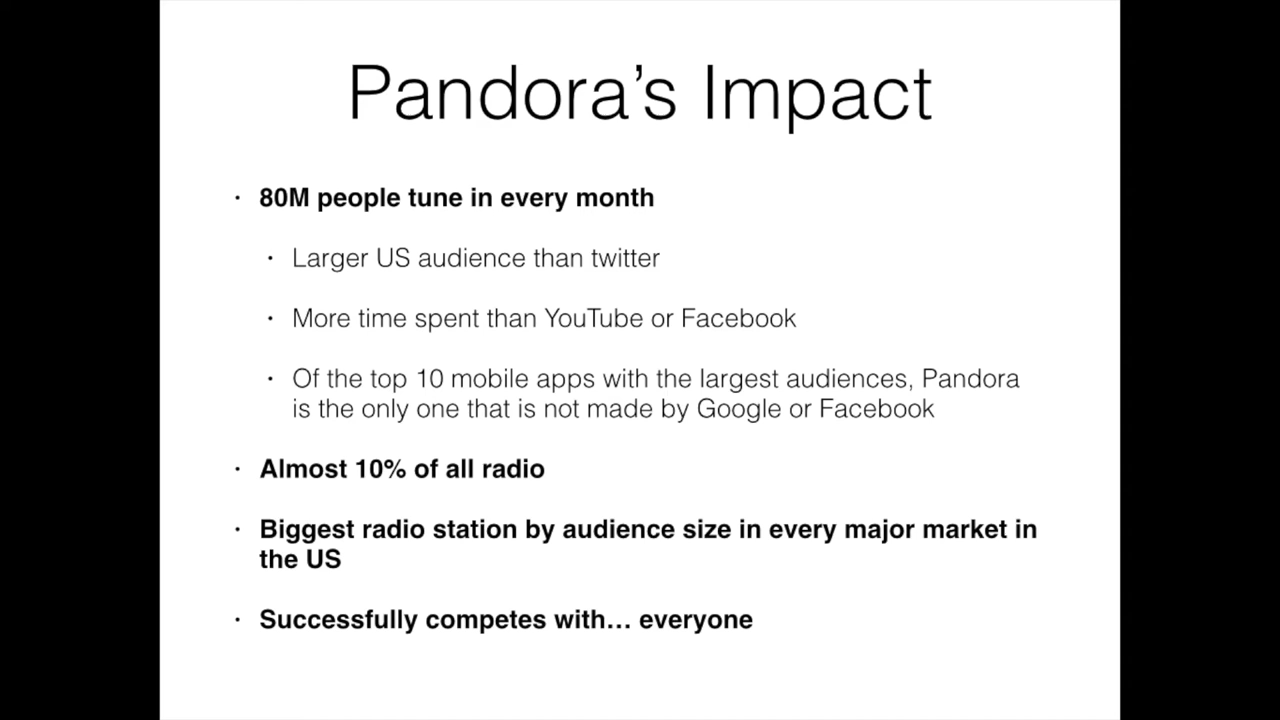 Pandora’s Impact
· 80M people tune in every month
· Larger US audience than twitter
· More time spent than YouTube or Facebook
· Of the top 10 mobile apps with the largest audiences, Pandora
is the only one that is not made by Google or Facebook
· Almost 10% of all radio
· Biggest radio station by audience size in every major market in
the US
· Successfully competes with… everyone